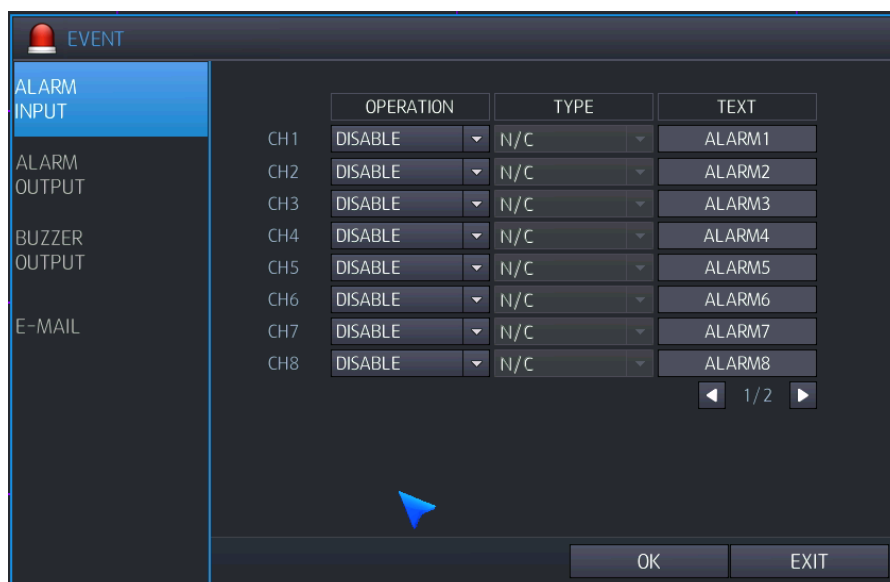 EVENT
ALARM
INPUT
ALARM
OUTPUT
BUZZER
OUTPUT
E-MAIL
OPERATION TYPE TEXT
CH1 DISABLE N/C ALARM1
CH2 DISABLE N/C ALARM2
CH3 DISABLE N/C ALARM3
CH4 DISABLE N/C ALARM4
CH5 DISABLE N/C ALARM5
CH6 DISABLE N/C ALARM6
CH7 DISABLE N/C ALARM7
CH8 DISABLE N/C ALARM8
1/2
OK EXIT